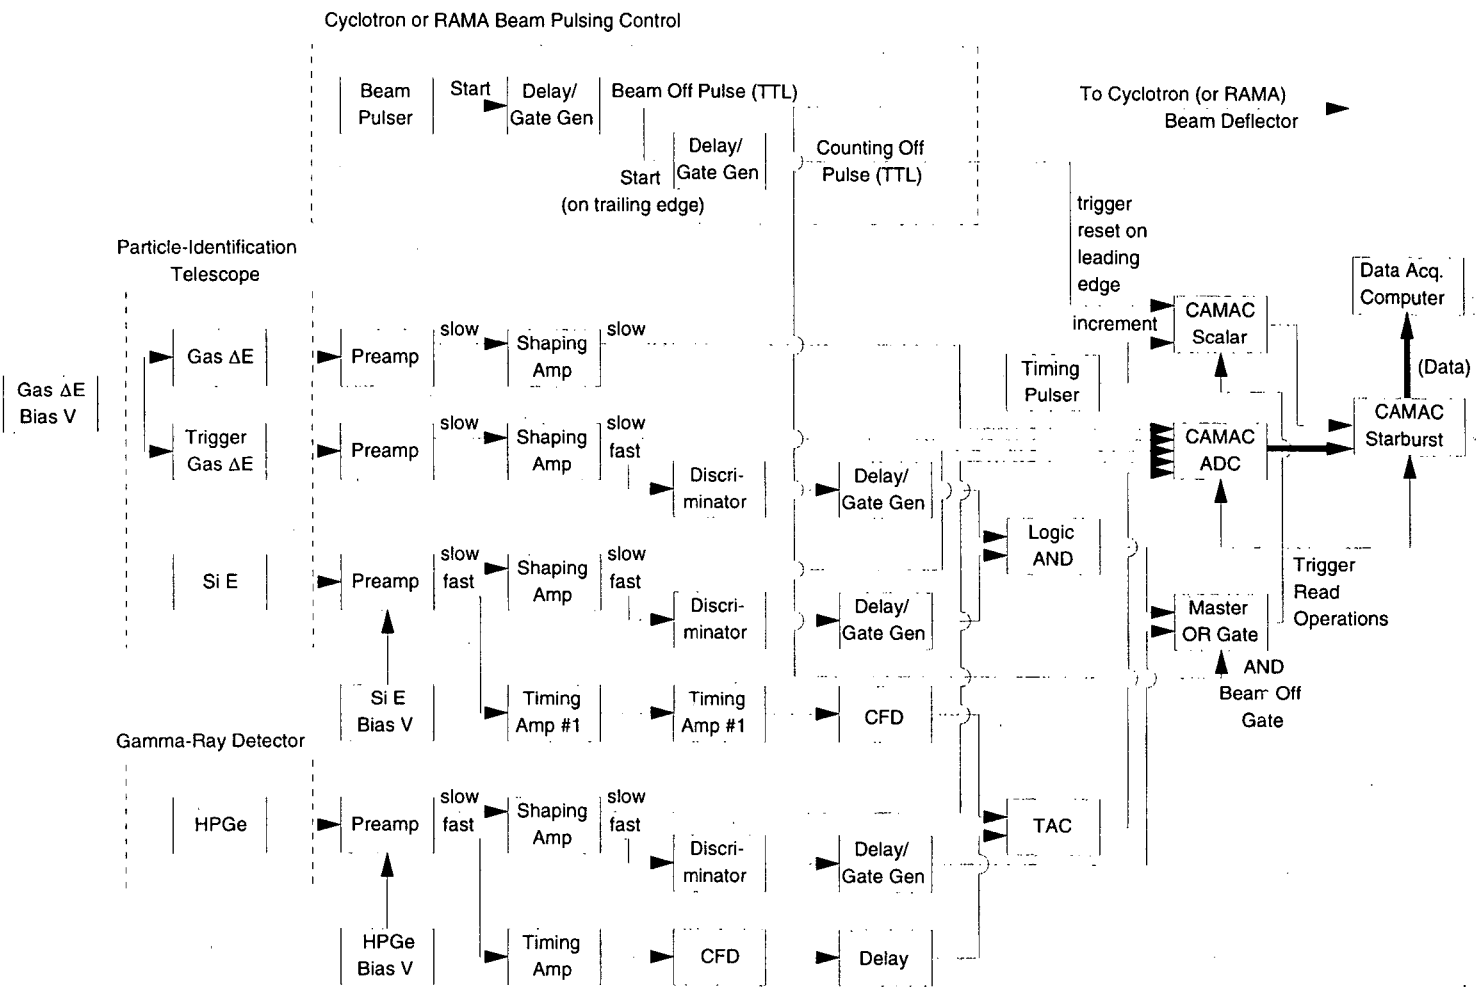 Cyclotron or RAMA Beam Pulsing Control
Beam
Pulser
Start
Delay/
Gate Gen
Beam Off Pulse (TTL)
To Cyclotron (or RAMA)
Beam Deflector
Delay/
Gate Gen
Start
(on trailing edge)
Counting Off
Pulse (TTL)
trigger
reset on
leading
edge
increment
Particle-Identification
Telescope
Gas ΔE
Bias V
Gas ΔE
Preamp
slow
Shaping
Amp
slow
Timing
Pulser
CAMAC
Scalar
Data Acq.
Computer
(Data)
Trigger
Gas ΔE
Preamp
slow
Shaping
Amp
slow
fast
Discri-
minator
Delay/
Gate Gen
CAMAC
ADC
CAMAC
Starburst
Logic
AND
Si E
Preamp
slow
fast
Shaping
Amp
slow
fast
Discri-
minator
Delay/
Gate Gen
Trigger
Read
Operations
Master
OR Gate
AND
Beam Off
Gate
Si E
Bias V
Timing
Amp #1
Timing
Amp #1
CFD
Gamma-Ray Detector
HPGe
Preamp
slow
fast
Shaping
Amp
slow
fast
Discri-
minator
Delay/
Gate Gen
TAC
HPGe
Bias V
Timing
Amp
CFD
Delay